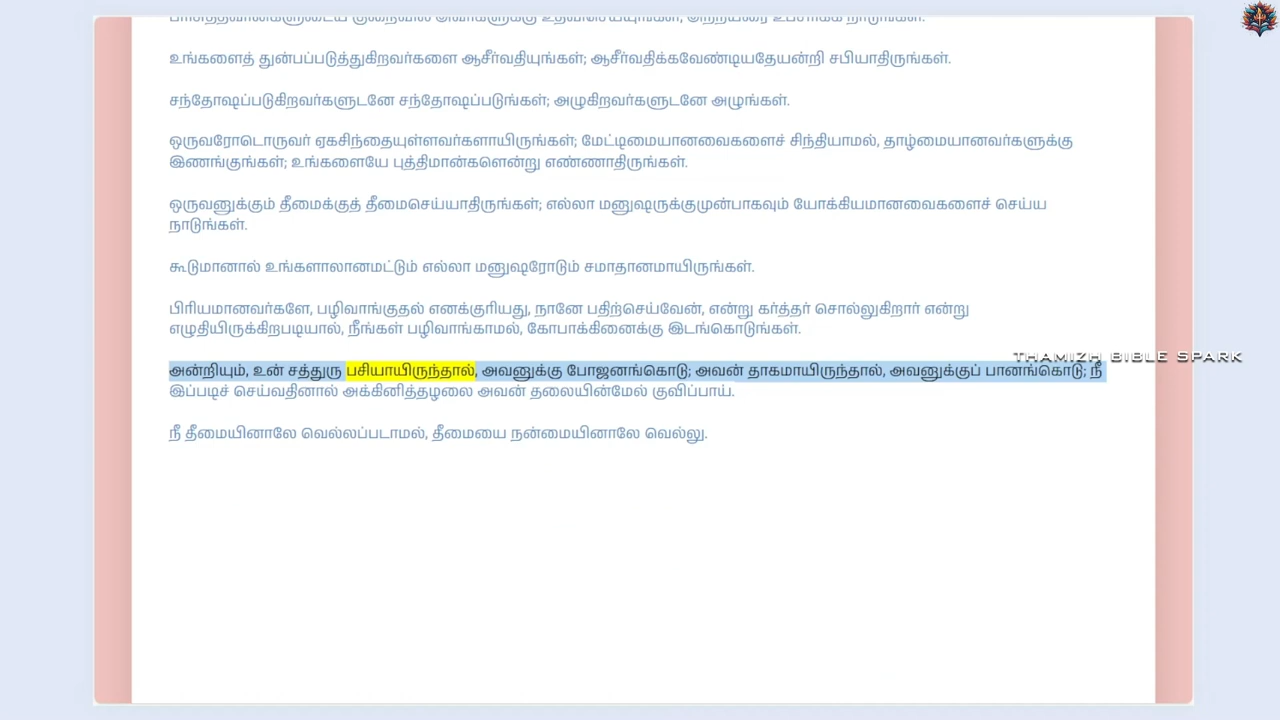 உங்களைத் துன்பப்படுத்துகிறவர்களை ஆசீர்வதியுங்கள்; ஆசீர்வதிக்கவேண்டியதேயன்றி சபியாதிருங்கள்.
சந்தோஷப்படுகிறவர்களுடனே சந்தோஷப்படுங்கள்; அழுகிறவர்களுடனே அழுங்கள்.
ஒருவரோடொருவர் ஏகசிந்தையுள்ளவர்களாயிருங்கள்; மேட்டிமையானவைகளைச் சிந்தியாமல், தாழ்மையானவர்களுக்கு
இணங்குங்கள்; உங்களையே புத்திமான்களென்று எண்ணாதிருங்கள்.
ஒருவனுக்கும் தீமைக்குத் தீமைசெய்யாதிருங்கள்; எல்லா மனுஷருக்குமுன்பாகவும் யோக்கியமானவைகளைச் செய்ய
நாடுங்கள்.
கூடுமானால் உங்களாலானமட்டும் எல்லா மனுஷரோடும் சமாதானமாயிருங்கள்.
பிரியமானவர்களே, பழிவாங்குதல் எனக்குரியது, நானே பதிற்செய்வேன், என்று கர்த்தர் சொல்லுகிறார் என்று
எழுதியிருக்கிறபடியால், நீங்கள் பழிவாங்காமல், கோபாக்கினைக்கு இடங்கொடுங்கள்.
THAMIZH BIBLE SPARK
அன்றியும், உன் சத்துரு பசியாயிருந்தால், அவனுக்கு போஜனங்கொடு; அவன் தாகமாயிருந்தால், அவனுக்குப் பானங்கொடு; நீ
இப்படிச் செய்வதினால் அக்கினித்தழலை அவன் தலையின்மேல் குவிப்பாய்.
நீ தீமையினாலே வெல்லப்படாமல், தீமையை நன்மையினாலே வெல்லு.